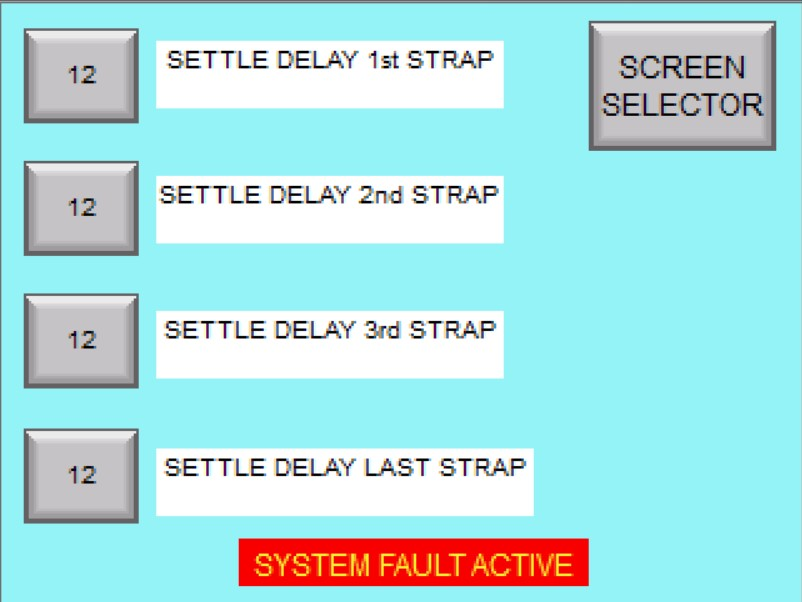 12
SETTLE DELAY 1st STRAP
SCREEN
SELECTOR
12
SETTLE DELAY 2nd STRAP
12
SETTLE DELAY 3rd STRAP
12
SETTLE DELAY LAST STRAP
SYSTEM FAULT ACTIVE